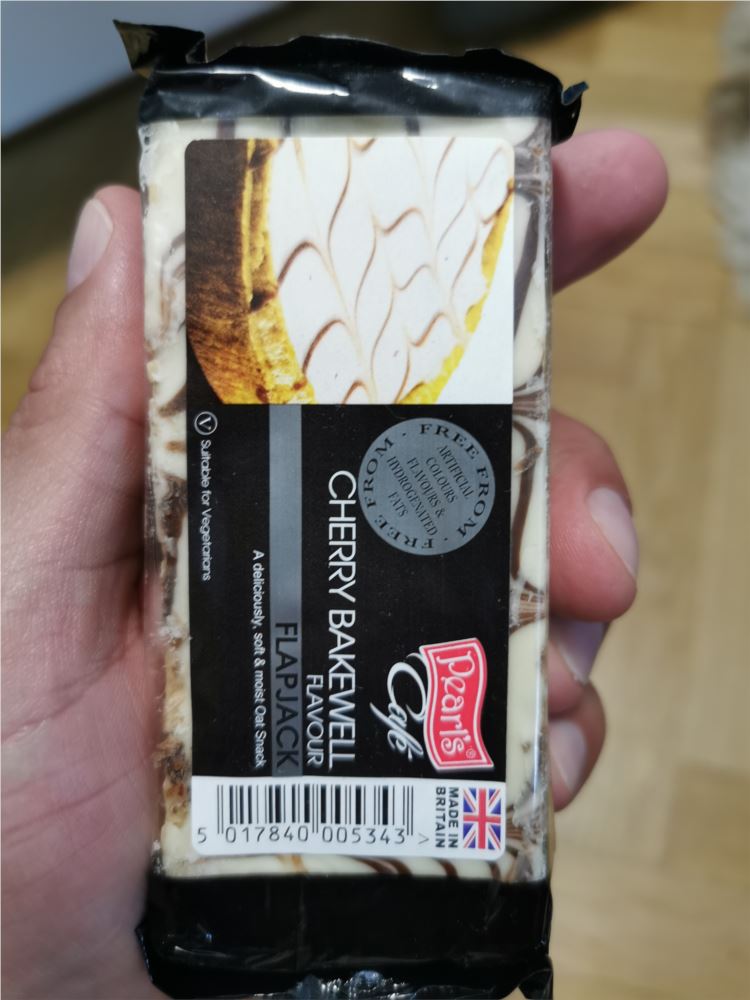 Pearl's®
Café
FREE FROM · FREE FROM ·
ARTIFICIAL
COLOURS
FLAVOURS &
HYDROGENATED
FATS
CHERRY BAKEWELL
FLAVOUR
FLAPJACK
A deliciously, soft & moist Oat Snack
V Suitable for Vegetarians
MADE IN
BRITAIN
5 017840 005343 >